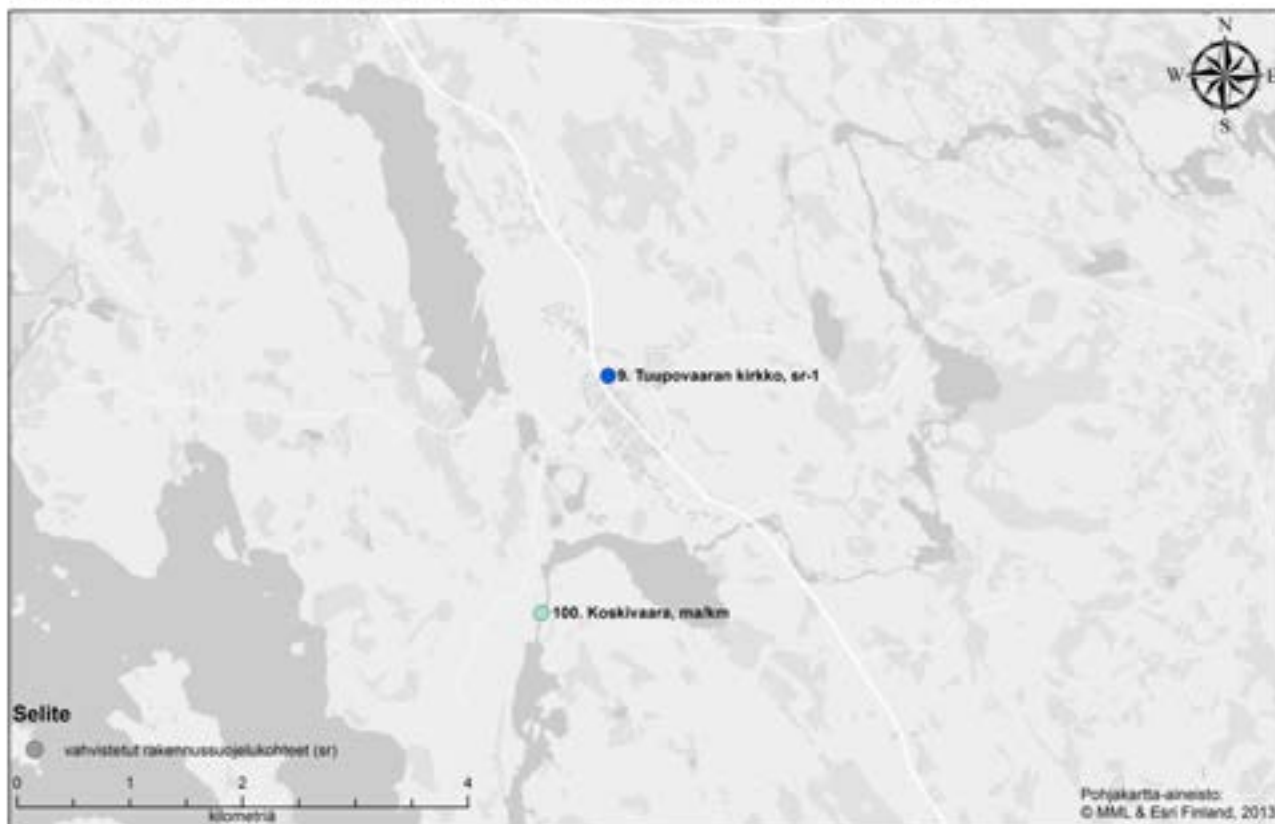 N
W E
S
9. Tuupovaaran kirkko, sr-1
100. Koskivaara, ma/km
Selite
vahvistetut rakennussuojelukohteet (sr)
0 1 2 4
kilometriä
Pohjakartta-aineisto:
© MML & Esri Finland, 2013